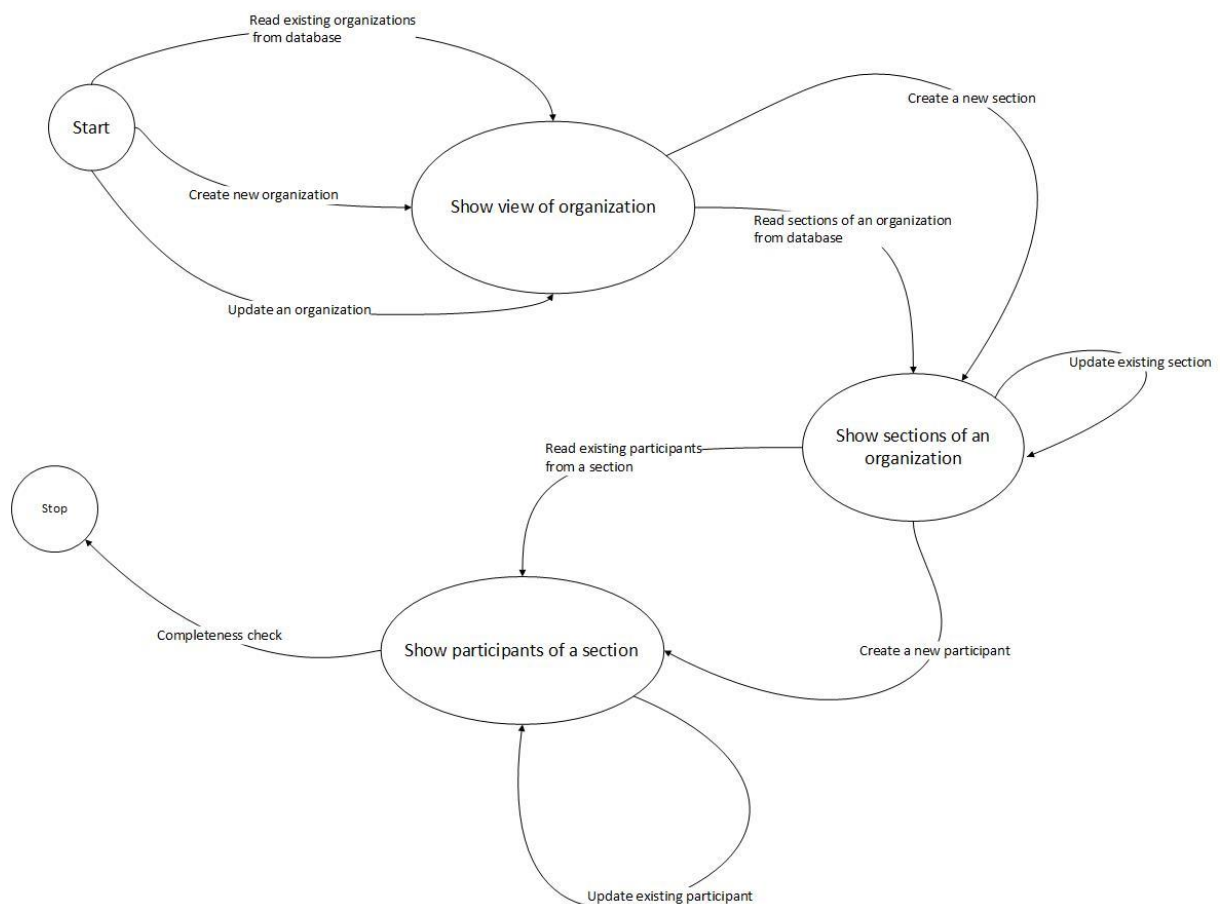 Read existing organizations
from database
Start
Create a new section
Create new organization
Show view of organization
Read sections of an organization
from database
Update an organization
Update existing section
Show sections of an
organization
Read existing participants
from a section
Stop
Completeness check
Show participants of a section
Create a new participant
Update existing participant